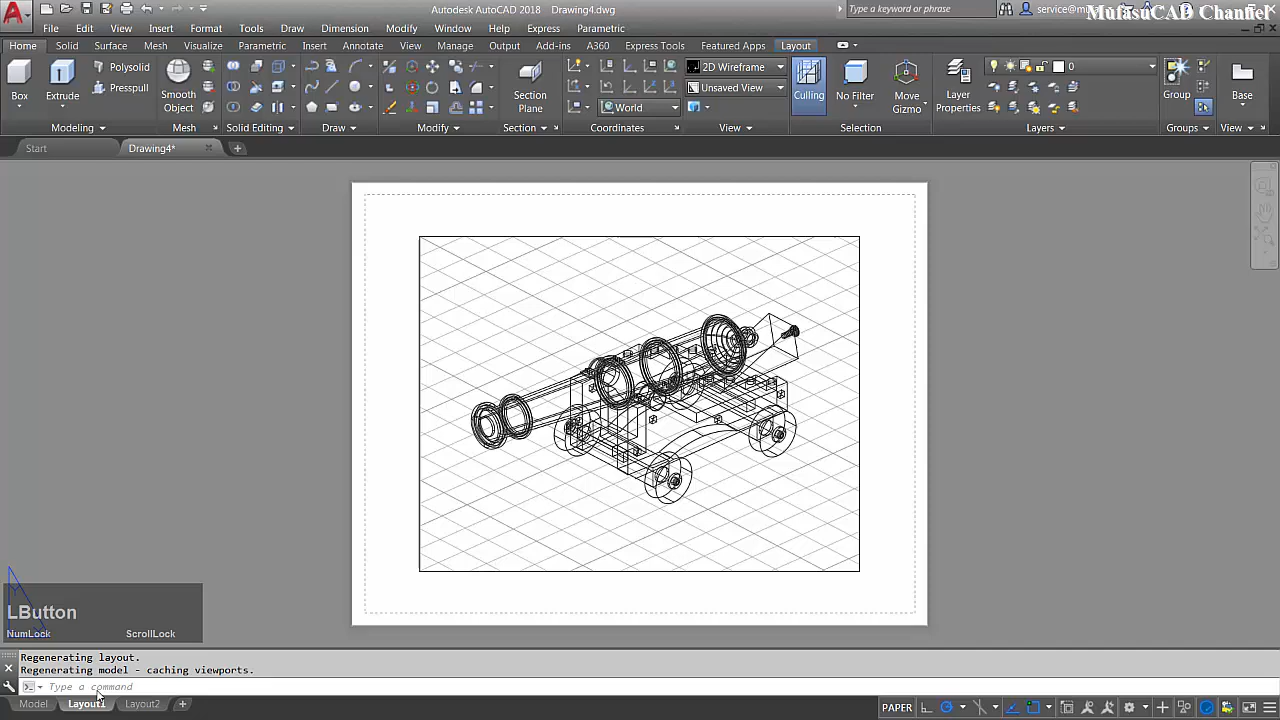 Autodesk AutoCAD 2018 Drawing4.dwg
Type a keyword or phrase
MufasuCAD Channel
File Edit View Insert Format Tools Draw Dimension Modify Window Help Express Parametric
Home Solid Surface Mesh Visualize Parametric Insert Annotate View Manage Output Add-ins A360 Express Tools Featured Apps Layout
Polysolid
Presspull
2D Wireframe
Unsaved View
World
0
Box Extrude Smooth Object Section Plane Culling No Filter Move Gizmo Layer Properties Group Base
Modeling Mesh Solid Editing Draw Modify Section Coordinates View Selection Layers Groups View
Start Drawing4*
LButton
NumLock ScrollLock
Regenerating layout.
Regenerating model - caching viewports.
Type a command
Model Layout1 Layout2 PAPER